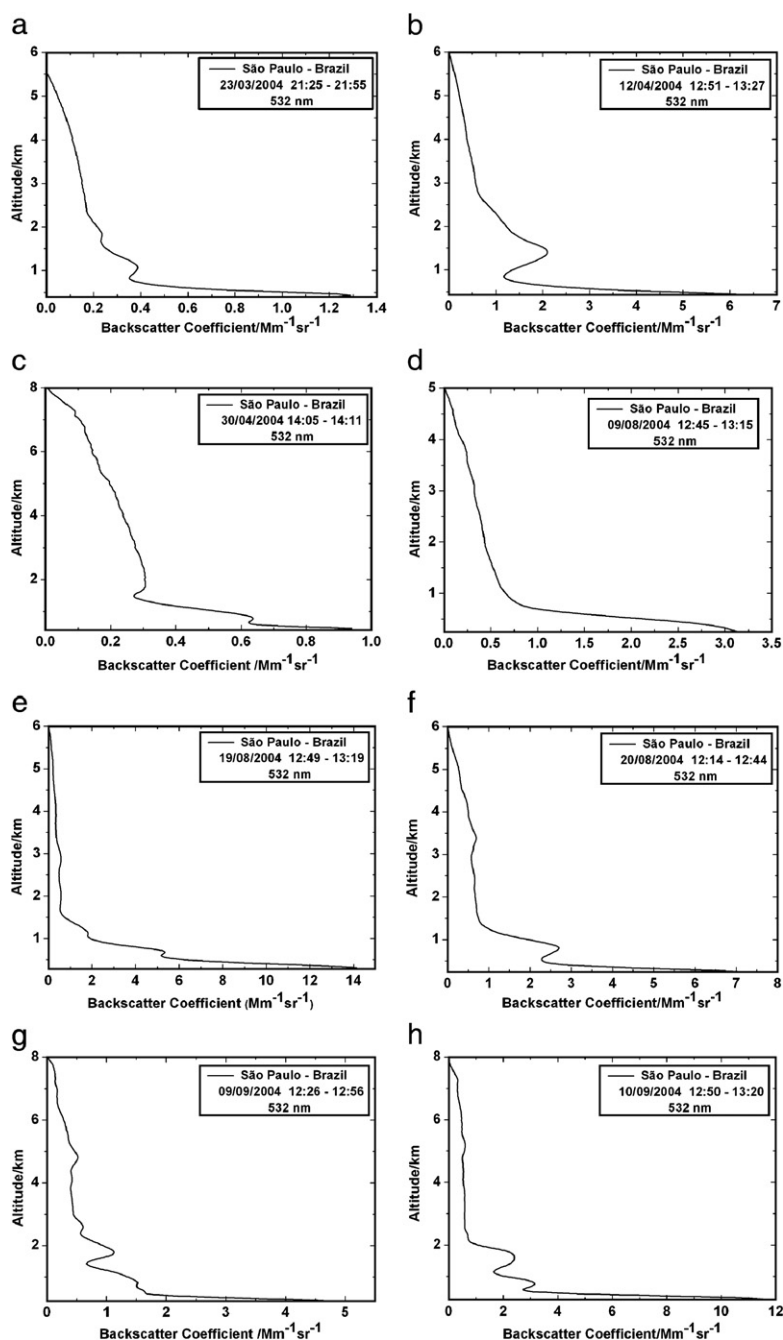 a
São Paulo - Brazil
23/03/2004 21:25 - 21:55
532 nm
Altitude/km
6
5
4
3
2
1
0.0 0.2 0.4 0.6 0.8 1.0 1.2 1.4
Backscatter Coefficient/Mm⁻¹sr⁻¹
b
São Paulo - Brazil
12/04/2004 12:51 - 13:27
532 nm
Altitude/km
6
5
4
3
2
1
0 1 2 3 4 5 6 7
Backscatter Coefficient/Mm⁻¹sr⁻¹
c
São Paulo - Brazil
30/04/2004 14:05 - 14:11
532 nm
Altitude/km
8
6
4
2
0.0 0.2 0.4 0.6 0.8 1.0
Backscatter Coefficient /Mm⁻¹sr⁻¹
d
São Paulo - Brazil
09/08/2004 12:45 - 13:15
532 nm
Altitude/km
5
4
3
2
1
0.0 0.5 1.0 1.5 2.0 2.5 3.0 3.5
Backscatter Coefficient/Mm⁻¹sr⁻¹
e
São Paulo - Brazil
19/08/2004 12:49 - 13:19
532 nm
Altitude/km
6
5
4
3
2
1
0 2 4 6 8 10 12 14
Backscatter Coefficient (Mm⁻¹sr⁻¹)
f
São Paulo - Brazil
20/08/2004 12:14 - 12:44
532 nm
Altitude/km
6
5
4
3
2
1
0 1 2 3 4 5 6 7 8
Backscatter Coefficient/Mm⁻¹sr⁻¹
g
São Paulo - Brazil
09/09/2004 12:26 - 12:56
532 nm
Altitude/km
8
6
4
2
0 1 2 3 4 5
Backscatter Coefficient /Mm⁻¹sr⁻¹
h
São Paulo - Brazil
10/09/2004 12:50 - 13:20
532 nm
Altitude/km
8
6
4
2
0 2 4 6 8 10 12
Backscatter Coefficient/Mm⁻¹sr⁻¹